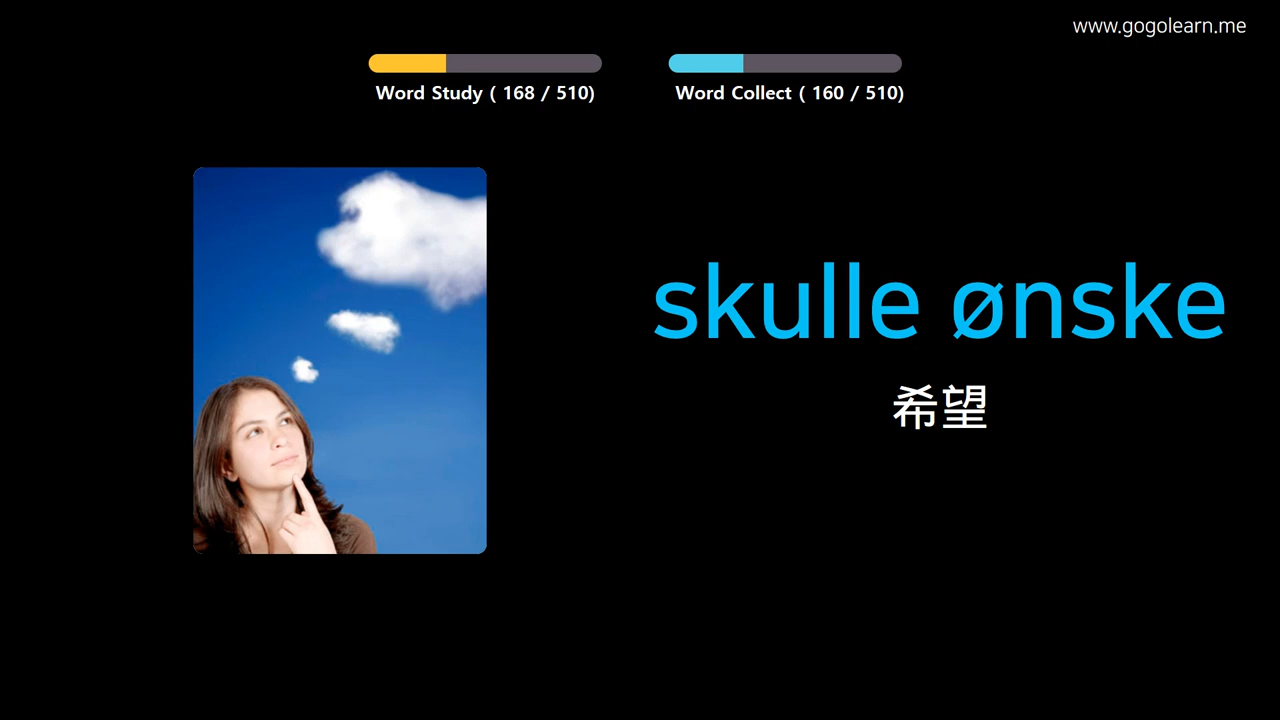 www.gogolearn.me
Word Study ( 168 / 510)
Word Collect ( 160 / 510)
skulle ønske
希望